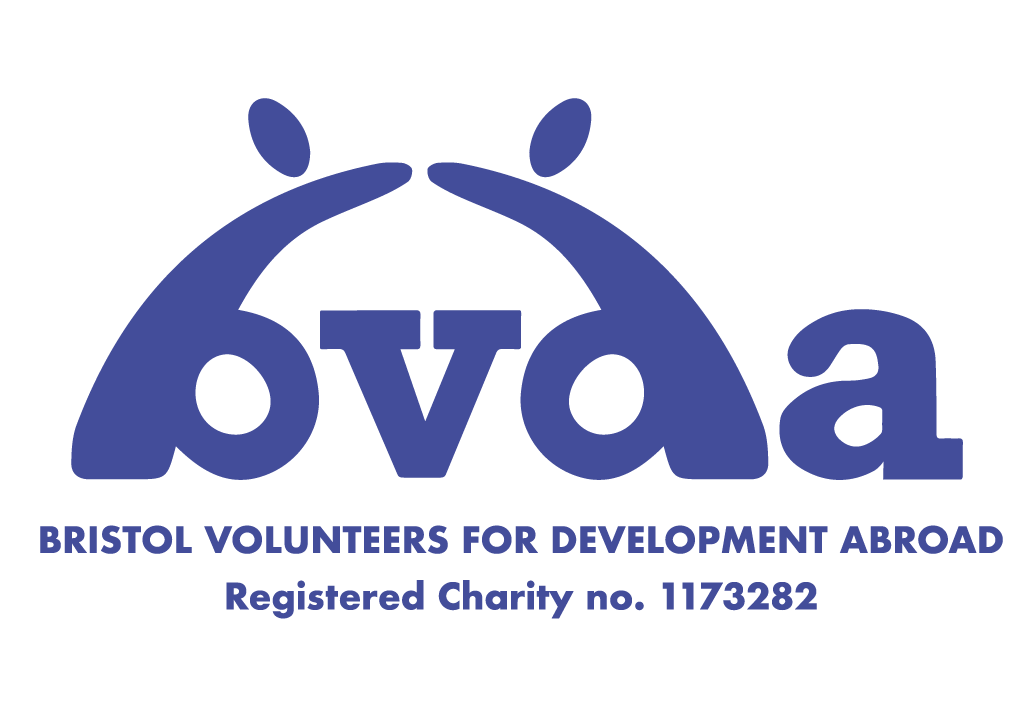 bvda
BRISTOL VOLUNTEERS FOR DEVELOPMENT ABROAD
Registered Charity no. 1173282